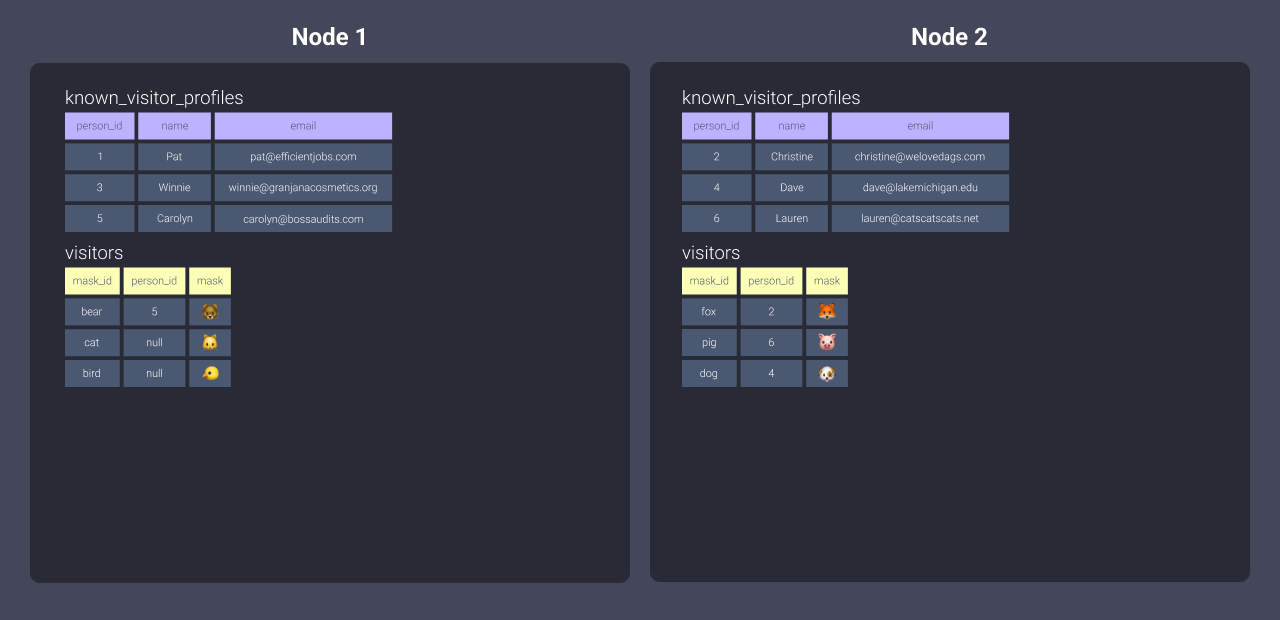 Node 1
known_visitor_profiles
person_id name email
1 Pat pat@efficientjobs.com
3 Winnie winnie@granjanacosmetics.org
5 Carolyn carolyn@bossaudits.com
visitors
mask_id person_id mask
bear 5
cat null
bird null
Node 2
known_visitor_profiles
person_id name email
2 Christine christine@welovedags.com
4 Dave dave@lakemichigan.edu
6 Lauren lauren@catscatscats.net
visitors
mask_id person_id mask
fox 2
pig 6
dog 4